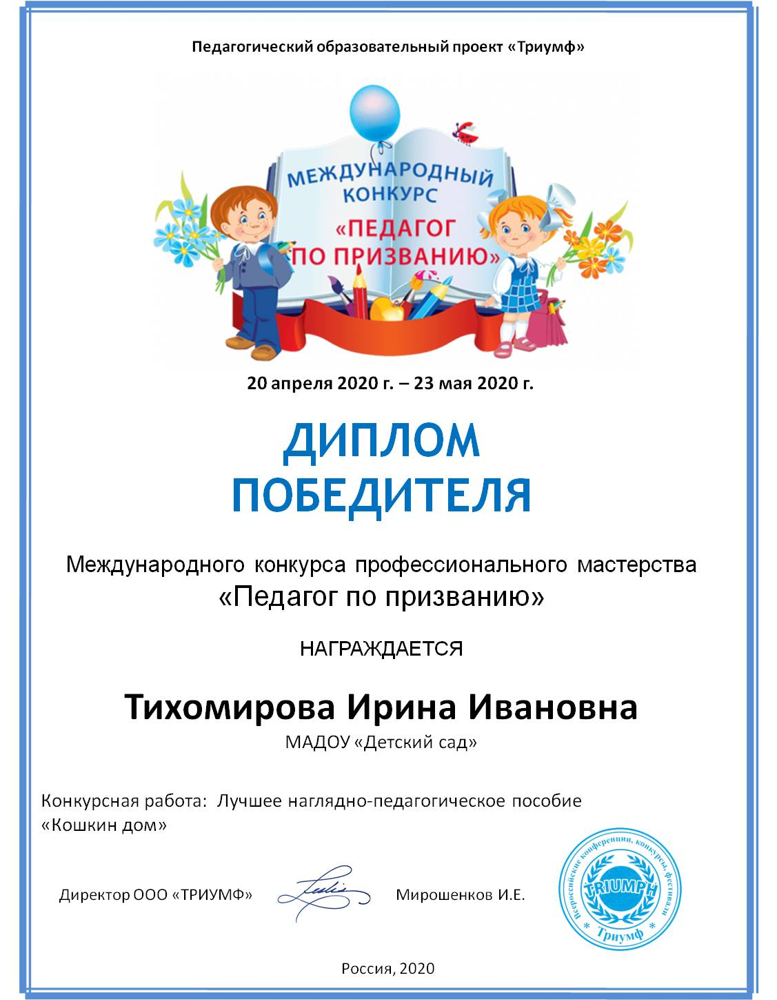 Педагогический образовательный проект «Триумф»
МЕЖДУНАРОДНЫЙ
КОНКУРС
«ПЕДАГОГ
ПО ПРИЗВАНИЮ»
20 апреля 2020 г. – 23 мая 2020 г.
ДИПЛОМ
ПОБЕДИТЕЛЯ
Международного конкурса профессионального мастерства
«Педагог по призванию»
НАГРАЖДАЕТСЯ
Тихомирова Ирина Ивановна
МАДОУ «Детский сад»
Конкурсная работа: Лучшее наглядно-педагогическое пособие
«Кошкин дом»
Директор ООО «ТРИУМФ» Мирошенков И.Е.
Всероссийские конференции, конкурсы, фестивали
TRIUMPH
* Триумф *
Россия, 2020